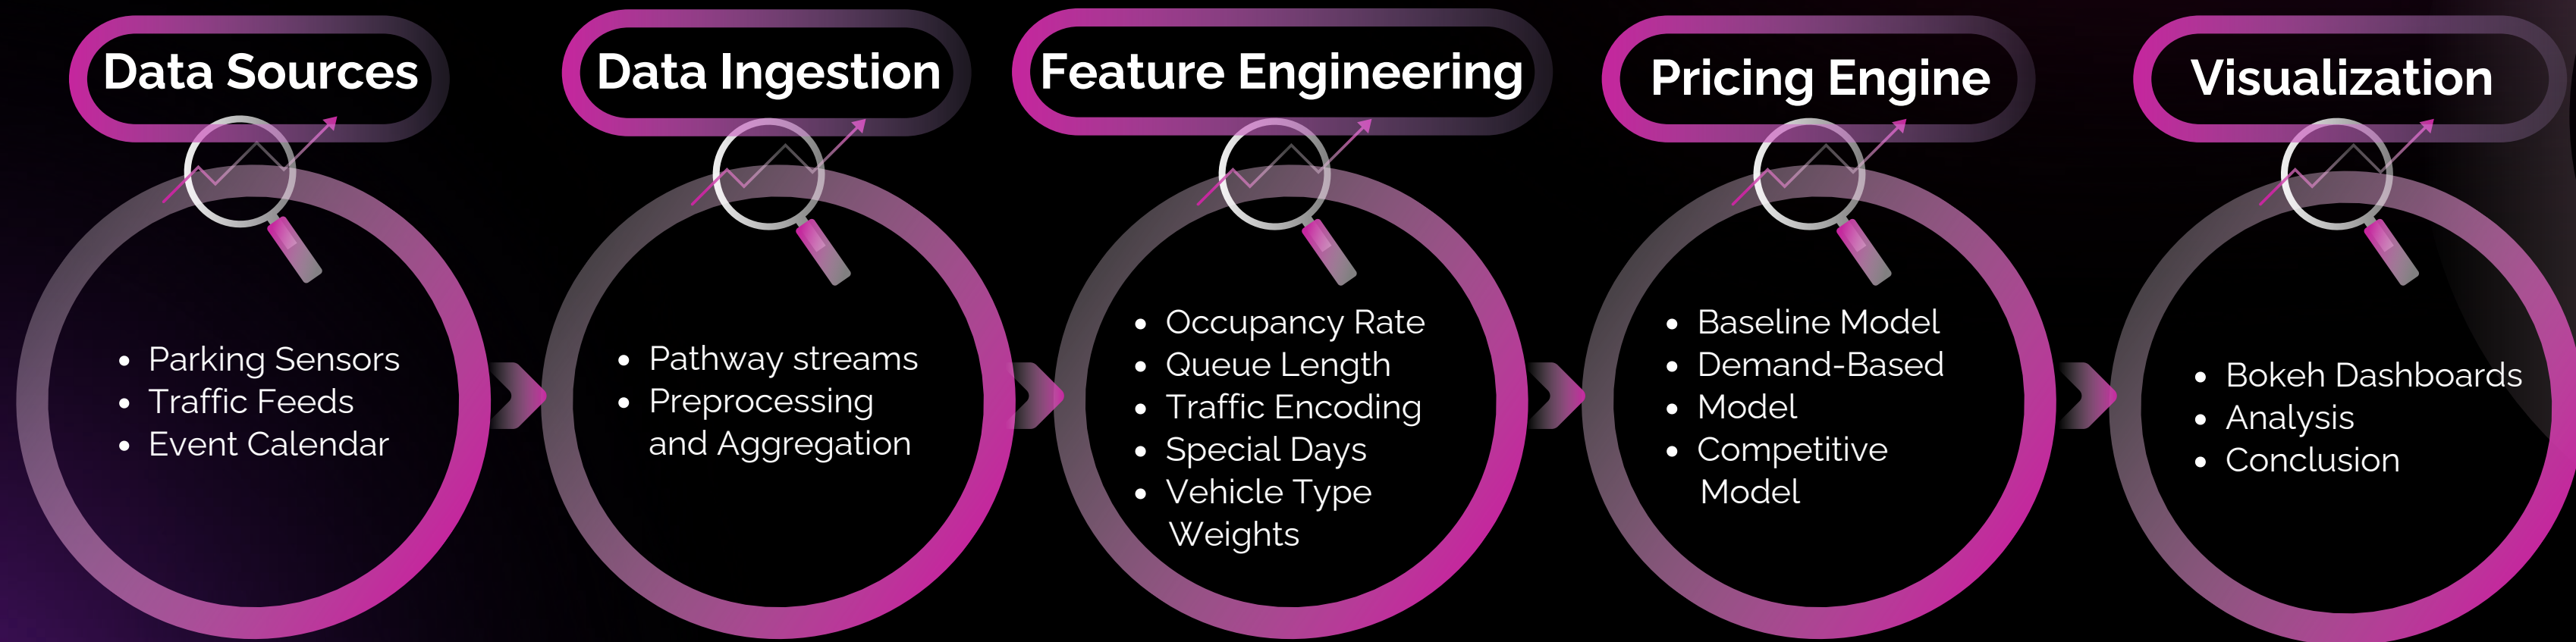 Data Sources
• Parking Sensors
• Traffic Feeds
• Event Calendar
Data Ingestion
• Pathway streams
• Preprocessing
and Aggregation
Feature Engineering
• Occupancy Rate
• Queue Length
• Traffic Encoding
• Special Days
• Vehicle Type
Weights
Pricing Engine
• Baseline Model
• Demand-Based
• Model
• Competitive
Model
Visualization
• Bokeh Dashboards
• Analysis
• Conclusion